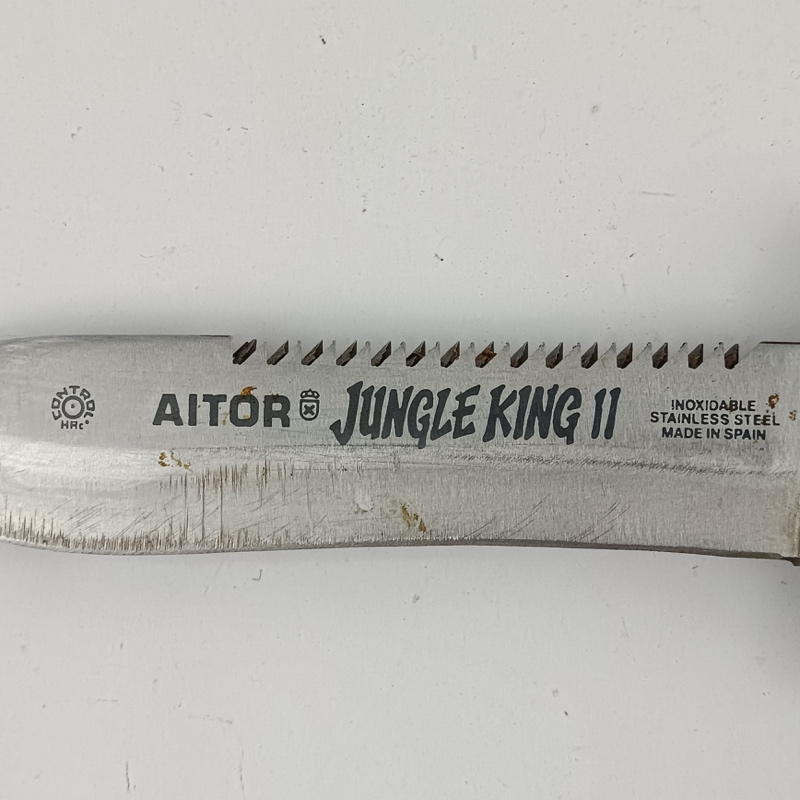 CONTROL
HRc.
AITOR JUNGLE KING II
INOXIDABLE
STAINLESS STEEL
MADE IN SPAIN